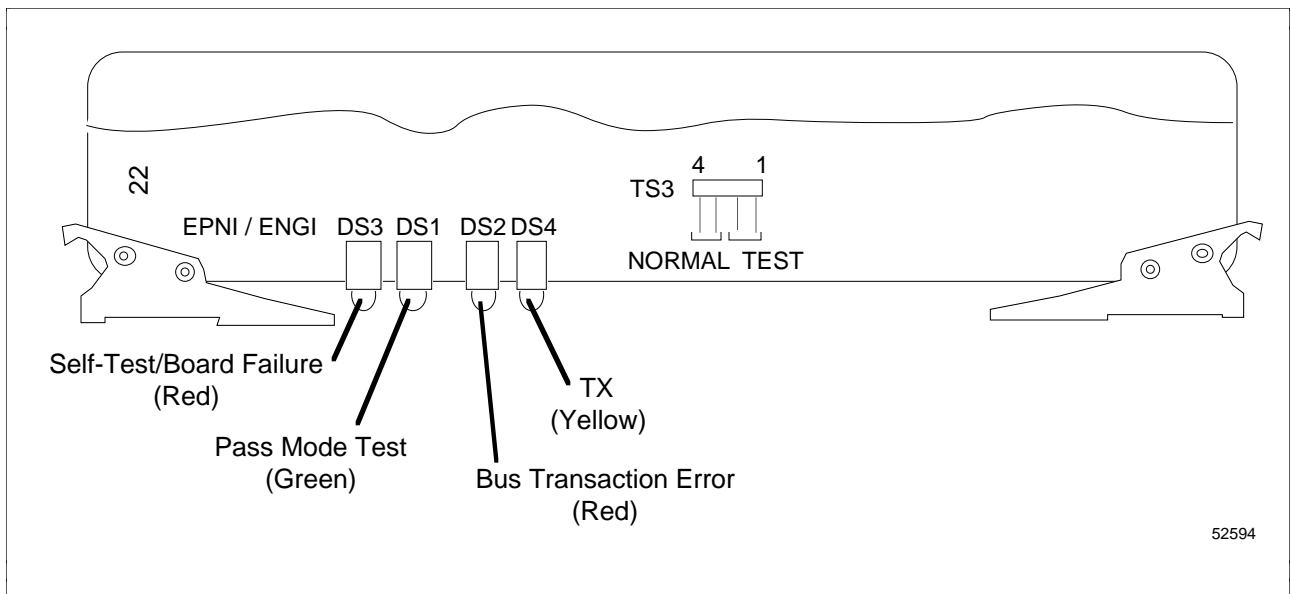 4 1
TS3
22
EPNI / ENGI DS3 DS1 DS2 DS4
NORMAL TEST
Self-Test/Board Failure
(Red)
TX
(Yellow)
Pass Mode Test
(Green)
Bus Transaction Error
(Red)
52594